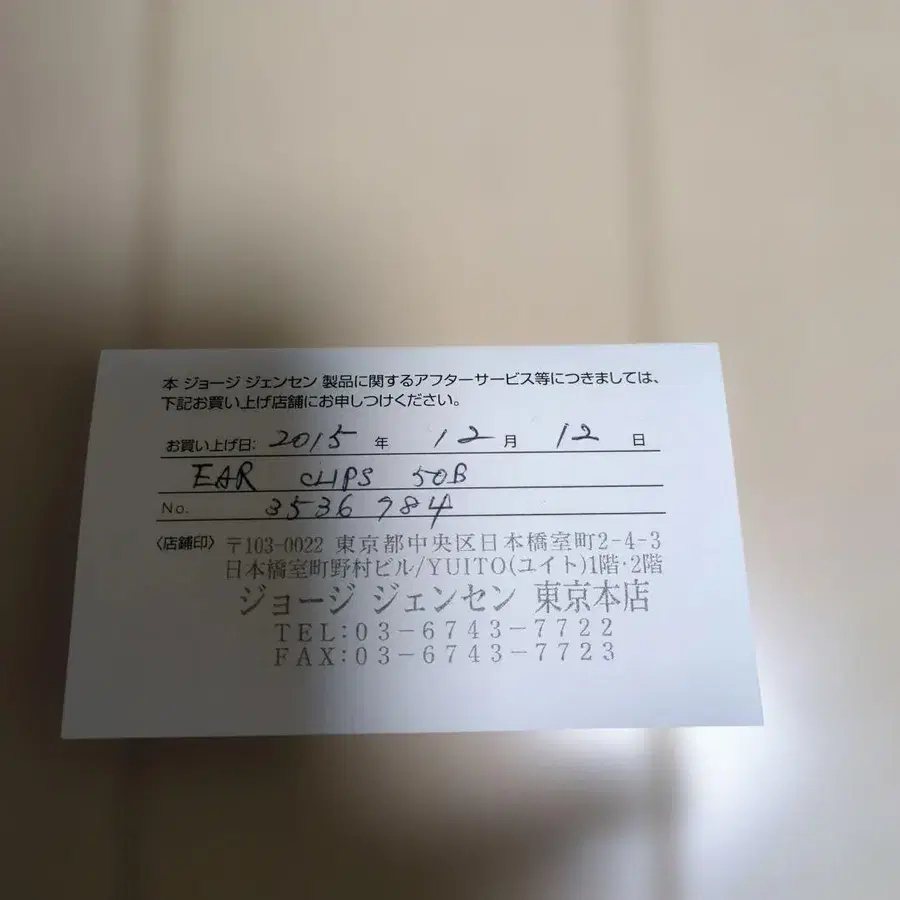 本 ジョージ ジェンセン 製品に関するアフターサービス等につきましては、
下記お買い上げ店舗にお申しつけください。
お買い上げ日: 2015 年 12 月 12 日
EAR CLIPS 50B
No. 3536784
〈店舗印〉 〒103-0022 東京都中央区日本橋室町2-4-3
日本橋室町野村ビル/YUITO(ユイト)1階・2階
ジョージ ジェンセン 東京本店
TEL:03-6743-7722
FAX:03-6743-7723